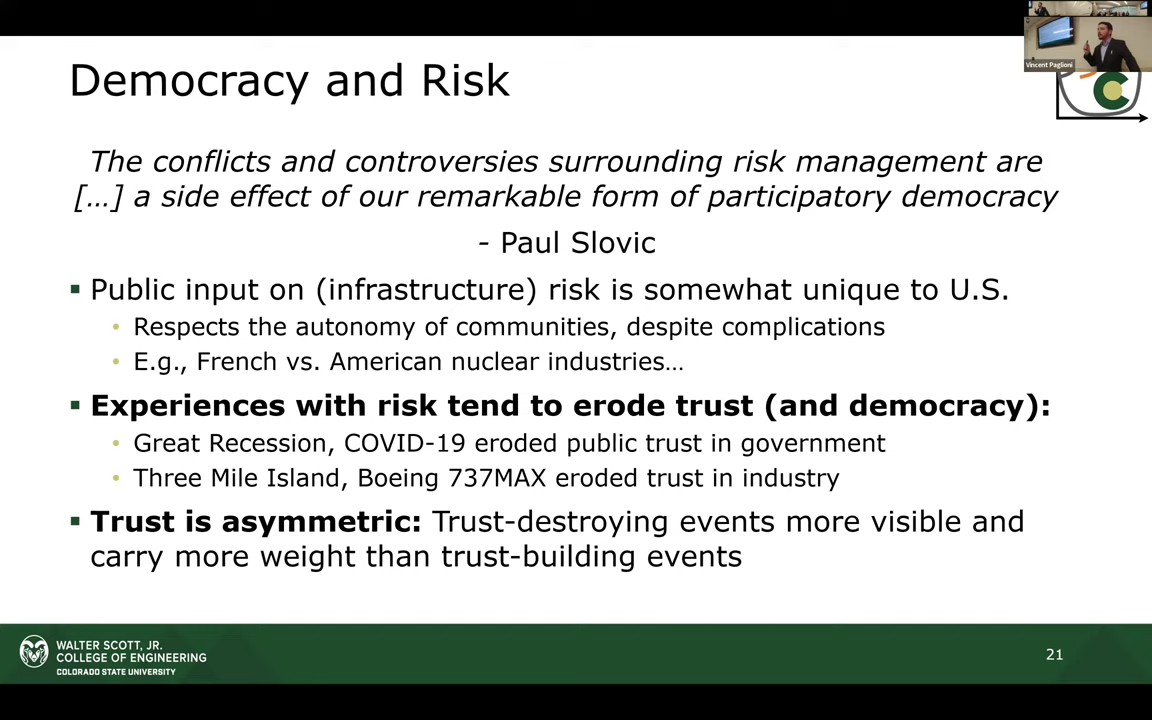 Vincent Paglioni
Democracy and Risk
The conflicts and controversies surrounding risk management are
[…] a side effect of our remarkable form of participatory democracy
- Paul Slovic
▪ Public input on (infrastructure) risk is somewhat unique to U.S.
• Respects the autonomy of communities, despite complications
• E.g., French vs. American nuclear industries…
▪ Experiences with risk tend to erode trust (and democracy):
• Great Recession, COVID-19 eroded public trust in government
• Three Mile Island, Boeing 737MAX eroded trust in industry
▪ Trust is asymmetric: Trust-destroying events more visible and
carry more weight than trust-building events
WALTER SCOTT, JR.
COLLEGE OF ENGINEERING
COLORADO STATE UNIVERSITY
21